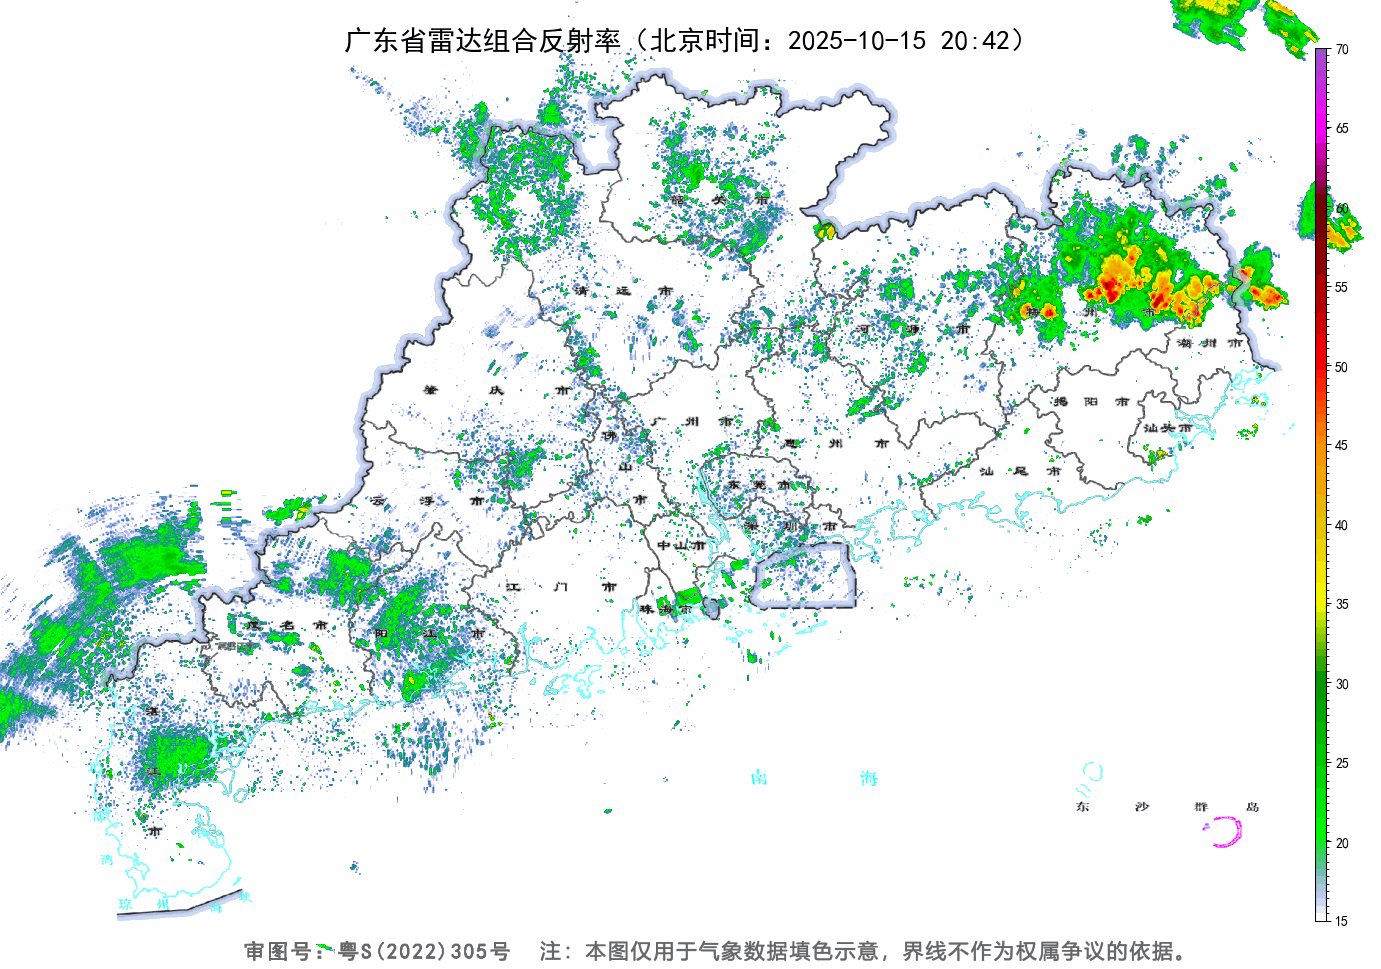 广东省雷达组合反射率（北京时间：2025-10-15 20:42）
70
65
60
55
50
45
40
35
30
25
20
15
韶关市
清远市
河源市
梅州市
潮州市
肇庆市
广州市
揭阳市
汕头市
佛山市
惠州市
汕尾市
东莞市
云浮市
深圳市
中山市
江门市
珠海市
茂名市
阳江市
湛江市
南海
东沙群岛
湾
琼州海峡
审图号：粤S(2022)305号 注：本图仅用于气象数据填色示意，界线不作为权属争议的依据。